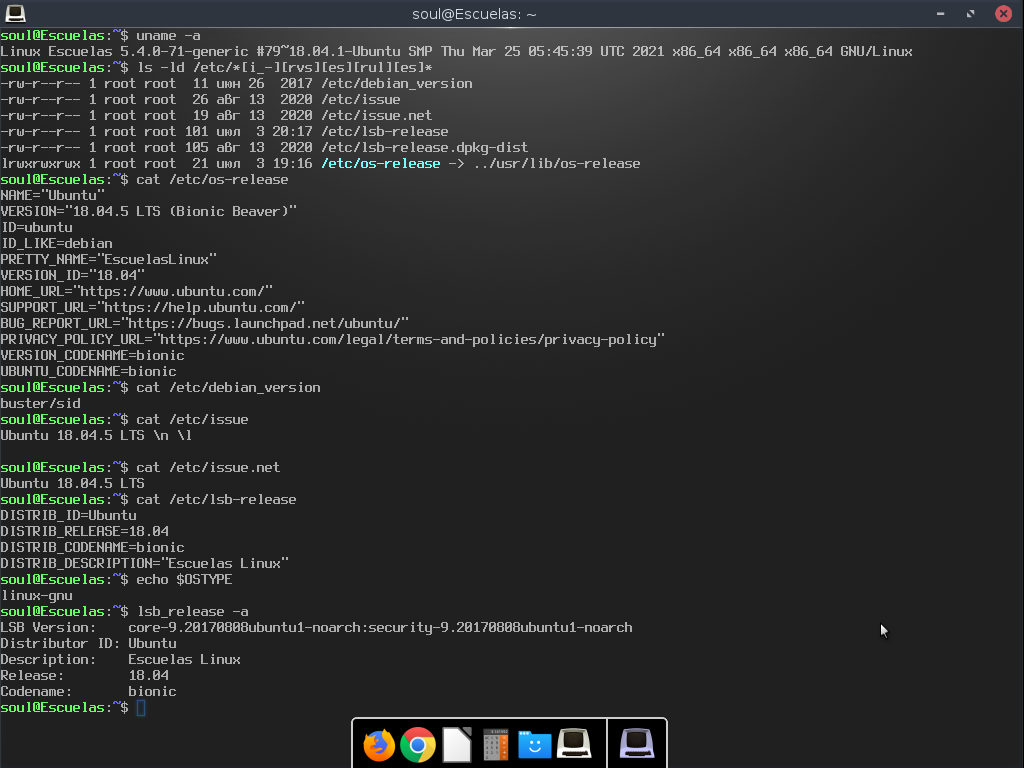 soul@Escuelas: ~
soul@Escuelas:~$ uname -a
Linux Escuelas 5.4.0-71-generic #79~18.04.1-Ubuntu SMP Thu Mar 25 05:45:39 UTC 2021 x86_64 x86_64 x86_64 GNU/Linux
soul@Escuelas:~$ ls -ld /etc/*[i_-][rvs][es][rul][es]*
-rw-r--r-- 1 root root  11 июн 26  2017 /etc/debian_version
-rw-r--r-- 1 root root  26 авг 13  2020 /etc/issue
-rw-r--r-- 1 root root  19 авг 13  2020 /etc/issue.net
-rw-r--r-- 1 root root 101 июл  3 20:17 /etc/lsb-release
-rw-r--r-- 1 root root 105 авг 13  2020 /etc/lsb-release.dpkg-dist
lrwxrwxrwx 1 root root  21 июл  3 19:16 /etc/os-release -> ../usr/lib/os-release
soul@Escuelas:~$ cat /etc/os-release
NAME="Ubuntu"
VERSION="18.04.5 LTS (Bionic Beaver)"
ID=ubuntu
ID_LIKE=debian
PRETTY_NAME="EscuelasLinux"
VERSION_ID="18.04"
HOME_URL="https://www.ubuntu.com/"
SUPPORT_URL="https://help.ubuntu.com/"
BUG_REPORT_URL="https://bugs.launchpad.net/ubuntu/"
PRIVACY_POLICY_URL="https://www.ubuntu.com/legal/terms-and-policies/privacy-policy"
VERSION_CODENAME=bionic
UBUNTU_CODENAME=bionic
soul@Escuelas:~$ cat /etc/debian_version
buster/sid
soul@Escuelas:~$ cat /etc/issue
Ubuntu 18.04.5 LTS \n \l
soul@Escuelas:~$ cat /etc/issue.net
Ubuntu 18.04.5 LTS
soul@Escuelas:~$ cat /etc/lsb-release
DISTRIB_ID=Ubuntu
DISTRIB_RELEASE=18.04
DISTRIB_CODENAME=bionic
DISTRIB_DESCRIPTION="Escuelas Linux"
soul@Escuelas:~$ echo $OSTYPE
linux-gnu
soul@Escuelas:~$ lsb_release -a
LSB Version:    core-9.20170808ubuntu1-noarch:security-9.20170808ubuntu1-noarch
Distributor ID: Ubuntu
Description:    Escuelas Linux
Release:        18.04
Codename:       bionic
soul@Escuelas:~$